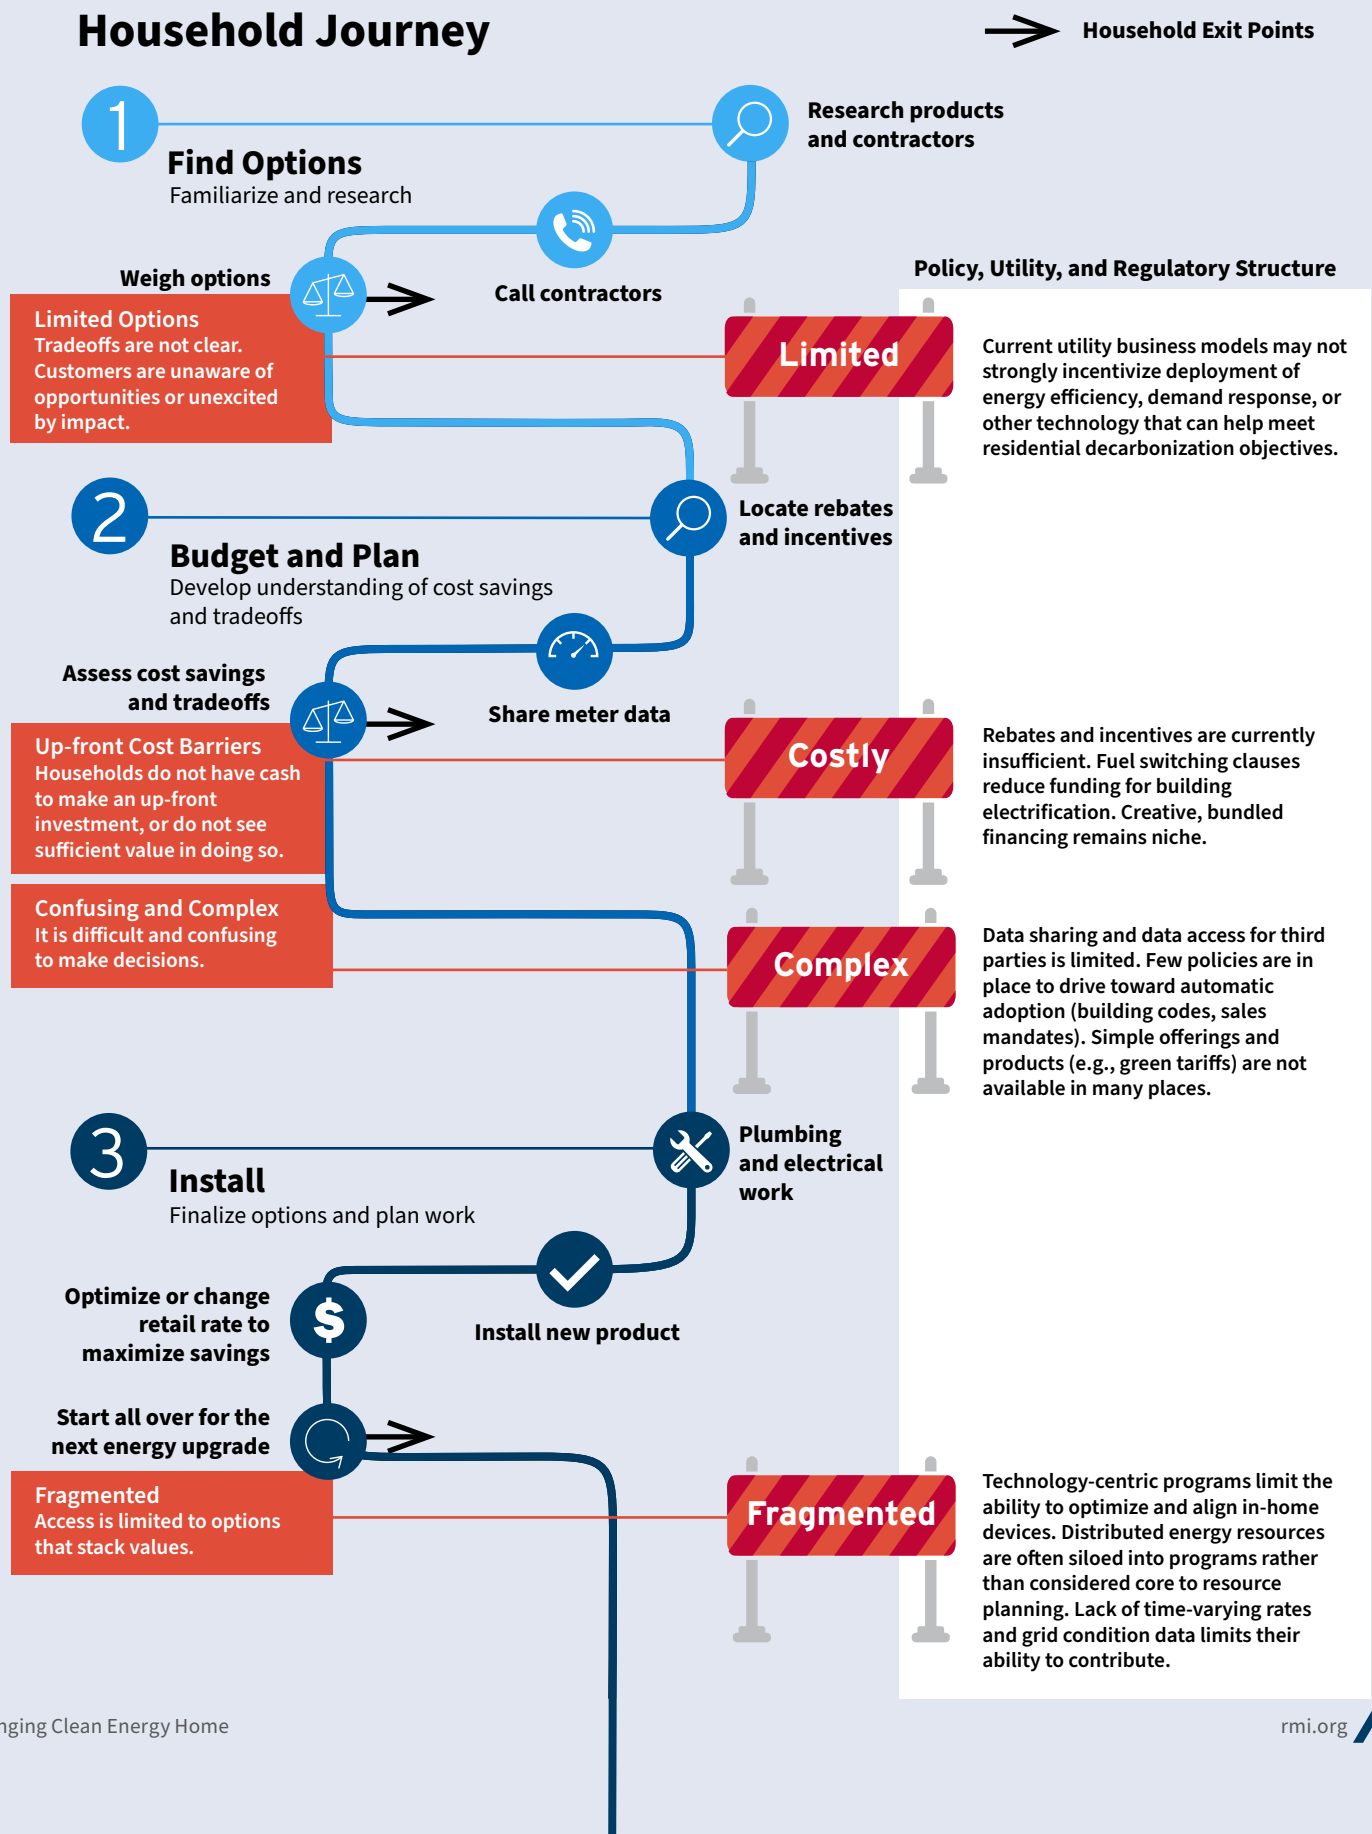 Household Journey
Household Exit Points
1
Research products
and contractors
Find Options
Familiarize and research
Call contractors
Weigh options
Limited Options
Tradeoffs are not clear.
Customers are unaware of
opportunities or unexcited
by impact.
Policy, Utility, and Regulatory Structure
Limited
Current utility business models may not
strongly incentivize deployment of
energy efficiency, demand response, or
other technology that can help meet
residential decarbonization objectives.
2
Locate rebates
and incentives
Budget and Plan
Develop understanding of cost savings
and tradeoffs
Share meter data
Assess cost savings
and tradeoffs
Up-front Cost Barriers
Households do not have cash
to make an up-front
investment, or do not see
sufficient value in doing so.
Costly
Rebates and incentives are currently
insufficient. Fuel switching clauses
reduce funding for building
electrification. Creative, bundled
financing remains niche.
Confusing and Complex
It is difficult and confusing
to make decisions.
Complex
Data sharing and data access for third
parties is limited. Few policies are in
place to drive toward automatic
adoption (building codes, sales
mandates). Simple offerings and
products (e.g., green tariffs) are not
available in many places.
3
Plumbing
and electrical
work
Install
Finalize options and plan work
Install new product
Optimize or change
retail rate to
maximize savings
$
Start all over for the
next energy upgrade
Fragmented
Access is limited to options
that stack values.
Fragmented
Technology-centric programs limit the
ability to optimize and align in-home
devices. Distributed energy resources
are often siloed into programs rather
than considered core to resource
planning. Lack of time-varying rates
and grid condition data limits their
ability to contribute.
nging Clean Energy Home
rmi.org